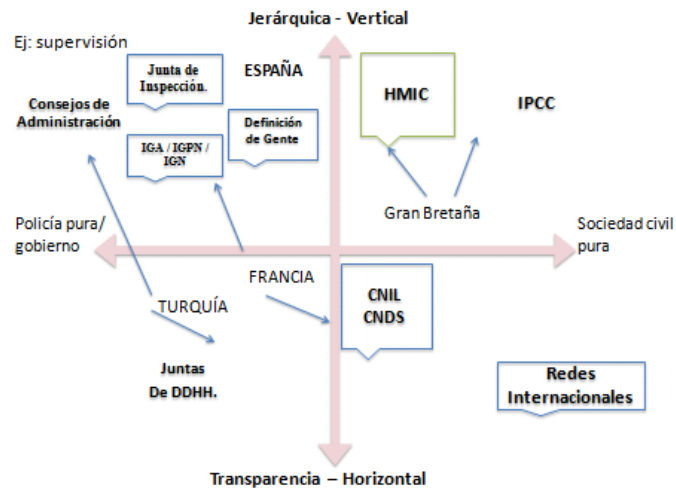 Jerárquica - Vertical
Ej: supervisión
Junta de
Inspección.
ESPAÑA
HMIC
IPCC
Consejos de
Administración
Definición
de Gente
IGA / IGPN /
IGN
Gran Bretaña
Policía pura/
gobierno
Sociedad civil
pura
FRANCIA
CNIL
CNDS
TURQUÍA
Juntas
De DDHH.
Redes
Internacionales
Transparencia – Horizontal